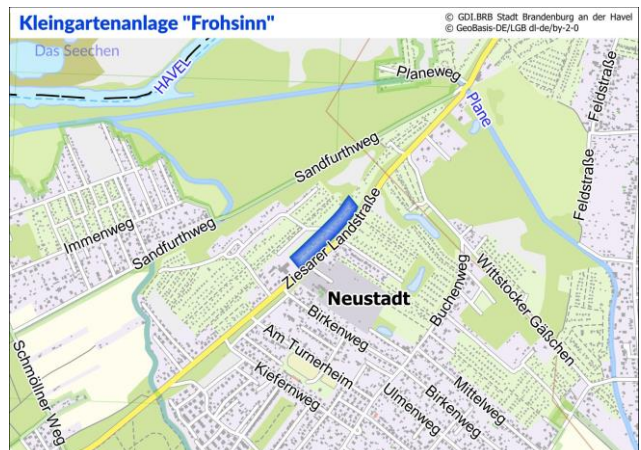 Kleingartenanlage "Frohsinn"
© GDI.BRB Stadt Brandenburg an der Havel
© GeoBasis-DE/LGB dl-de/by-2-0
Das Seechen
HAVEL
Planeweg
Plane
Feldstraße
Sandfurthweg
Feldstraße
Immenweg
Sandfurthweg
Ziesarer Landstraße
Wittstocker Gäßchen
Buchenweg
Neustadt
Birkenweg
Am Turnerheim
Schmöllner Weg
Kiefernweg
Ulmenweg
Birkenweg
Mittelweg